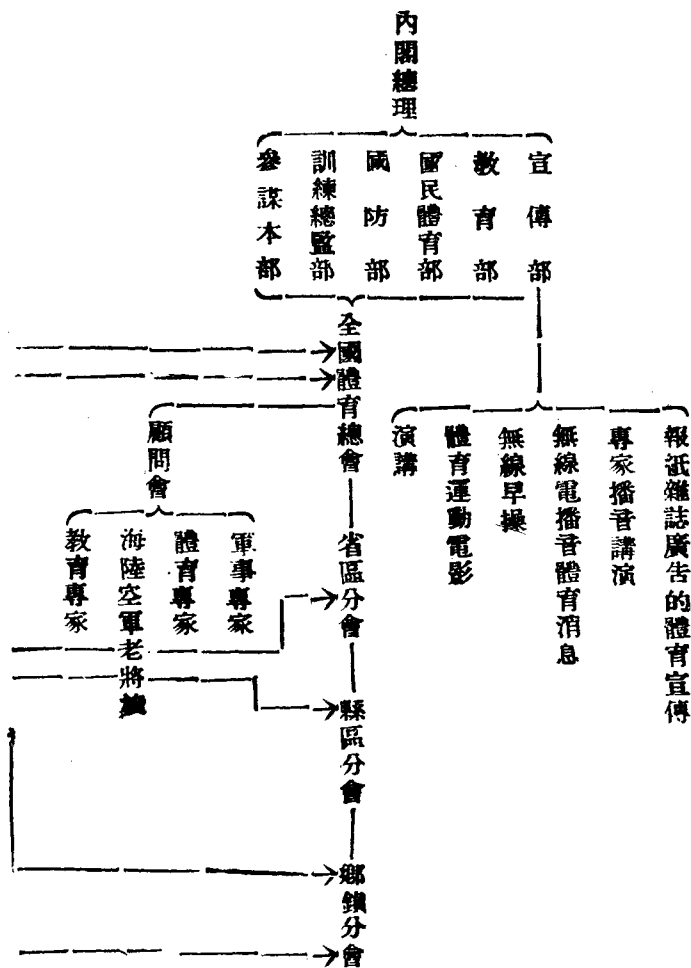 內閣總理
宣傳部
教育部
國民體育部
國防部
訓練總監部
參謀本部
報紙雜誌廣告的體育宣傳
專家播音講演
無線電播音體育消息
無線早操
體育運動電影
演講
全國體育總會
省區分會
縣區分會
鄉鎮分會
顧問會
軍事專家
體育專家
海陸空軍老將
教育專家